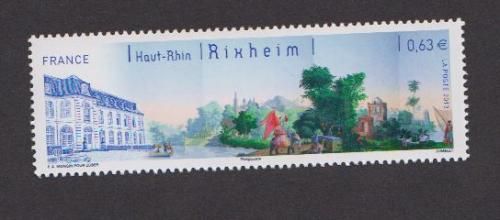 FRANCE
Haut-Rhin
Rixheim
0,63 €
LA POSTE 2013